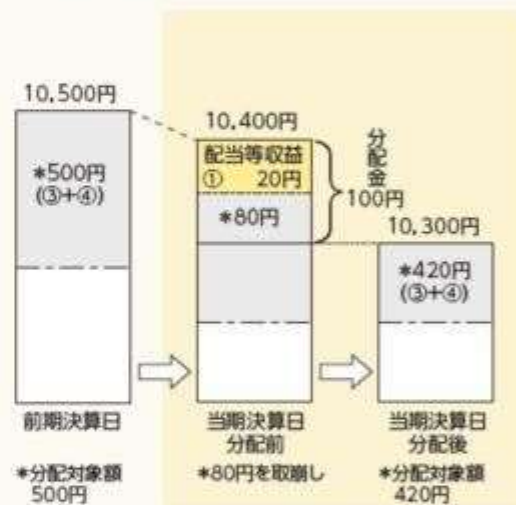 10,500円
*500円
(③+④)
10,400円
配当等収益
① 20円
*80円
分配金
100円
10,300円
*420円
(③+④)
前期決算日
当期決算日
分配前
当期決算日
分配後
*分配対象額
500円
*80円を取崩し
*分配対象額
420円